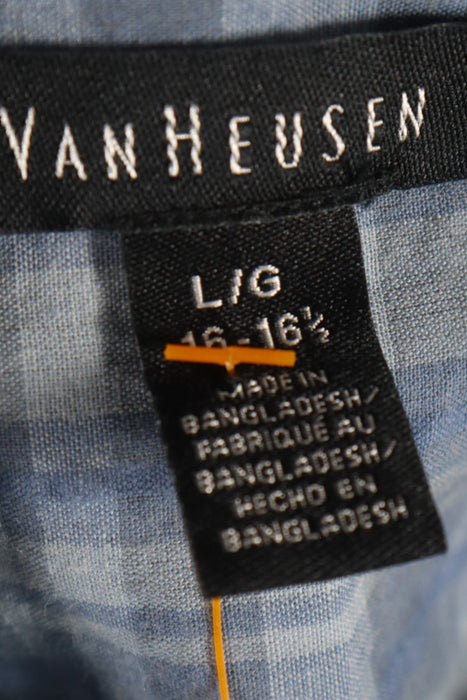 VAN HEUSEN
L/G
16-16½
MADE IN
BANGLADESH/
FABRIQUÉ AU
BANGLADESH/
HECHO EN
BANGLADESH